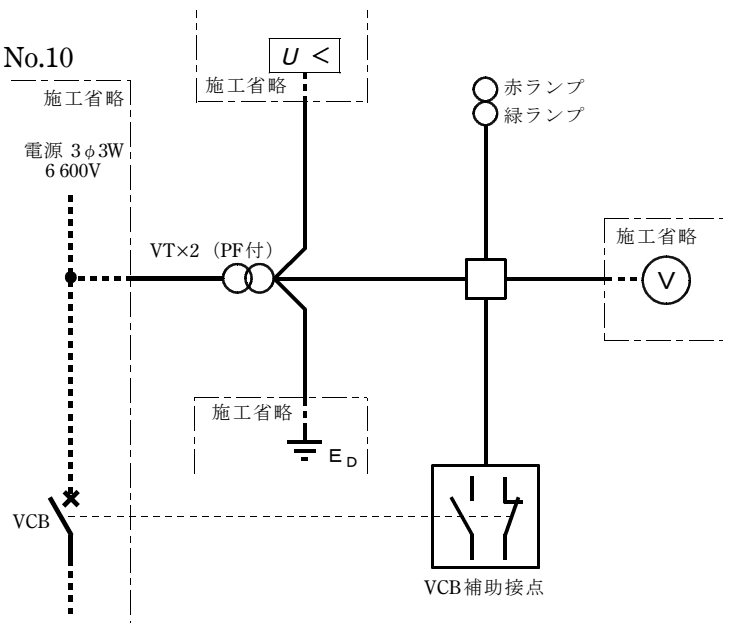 No.10
施工省略
電源 3φ3W
6 600V
U <
施工省略
赤ランプ
緑ランプ
VT×2（PF付）
施工省略
V
施工省略
E D
VCB
VCB補助接点